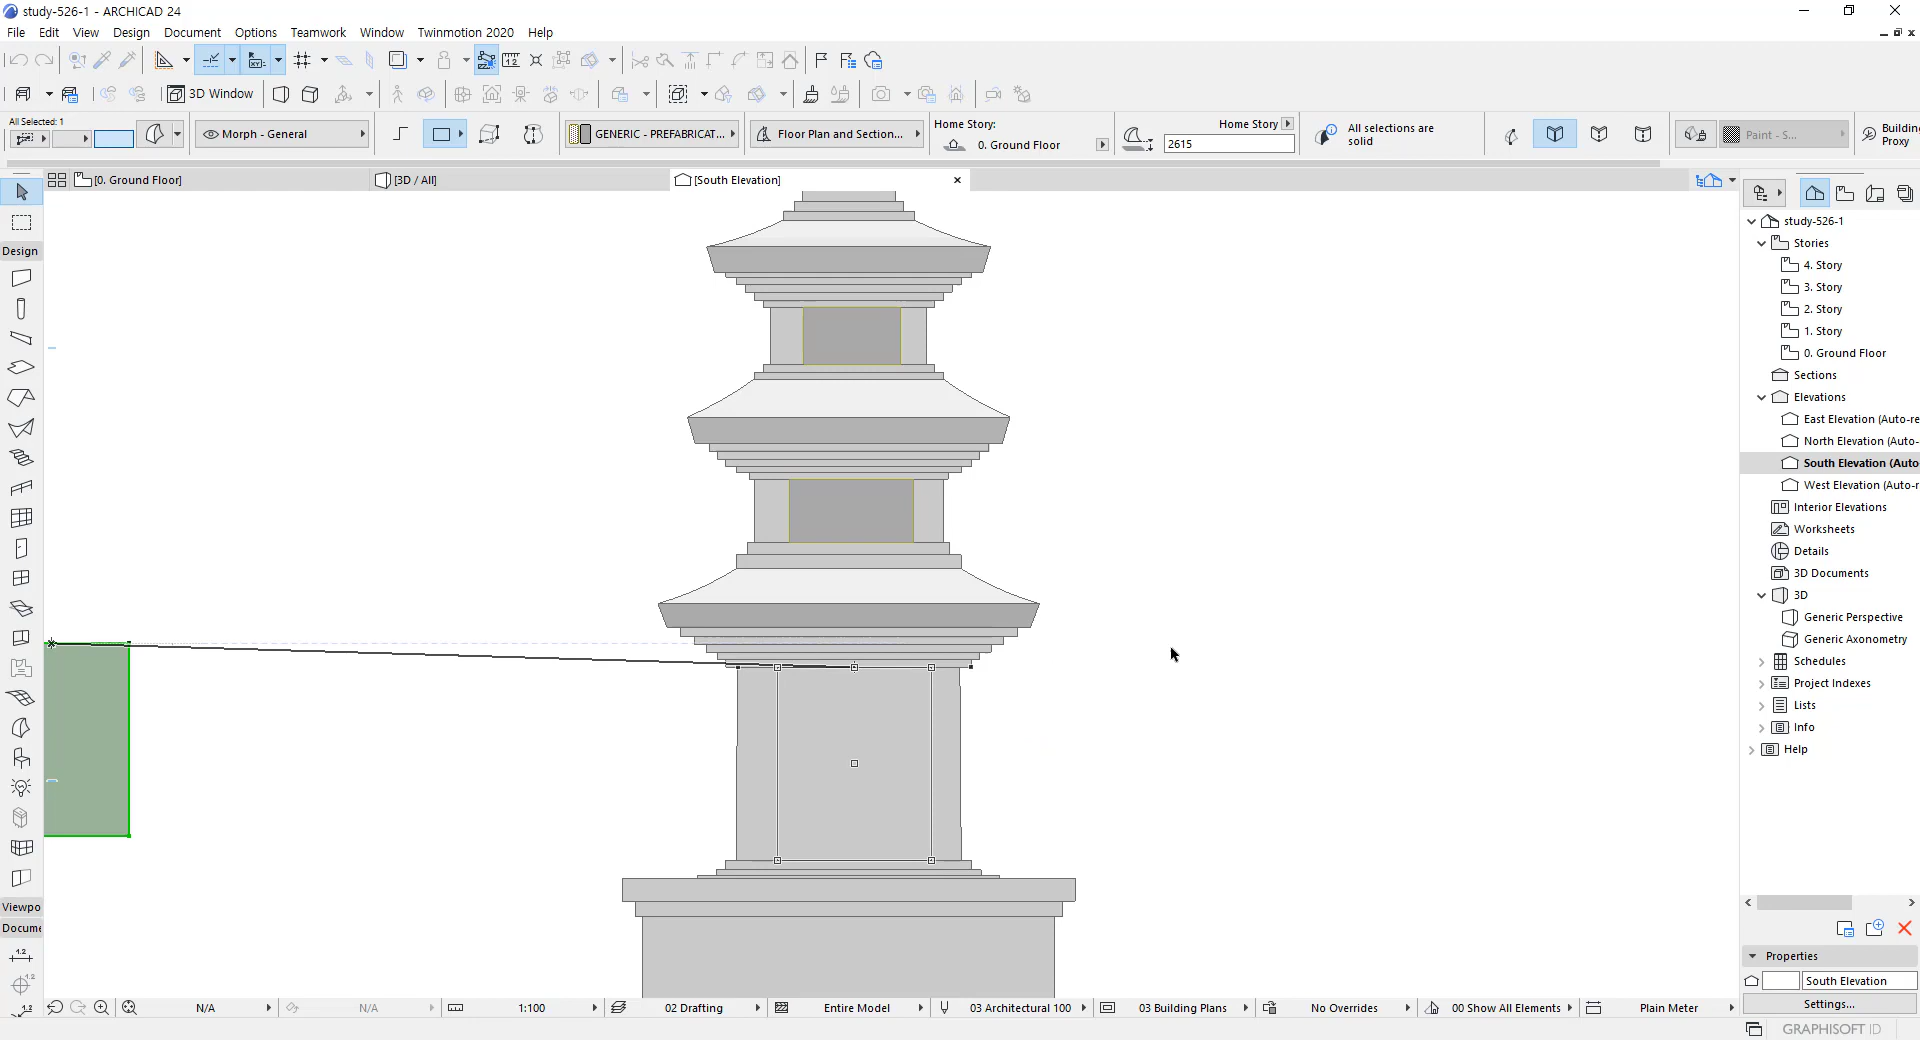 study-526-1 - ARCHICAD 24
File Edit View Design Document Options Teamwork Window Twinmotion 2020 Help
3D Window
All Selected: 1
Morph - General
GENERIC - PREFABRICAT...
Floor Plan and Section...
Home Story:
0. Ground Floor
Home Story
2615
All selections are
solid
Paint - S...
Building
Proxy
[0. Ground Floor]
[3D / All]
[South Elevation]
Design
study-526-1
Stories
4. Story
3. Story
2. Story
1. Story
0. Ground Floor
Sections
Elevations
East Elevation (Auto-re
North Elevation (Auto-
South Elevation (Auto
West Elevation (Auto-r
Interior Elevations
Worksheets
Details
3D Documents
3D
Generic Perspective
Generic Axonometry
Schedules
Project Indexes
Lists
Info
Help
Viewpo
Docume
1.2
1.2
Properties
South Elevation
Settings...
N/A
N/A
1:100
02 Drafting
Entire Model
03 Architectural 100
03 Building Plans
No Overrides
00 Show All Elements
Plain Meter
GRAPHISOFT ID